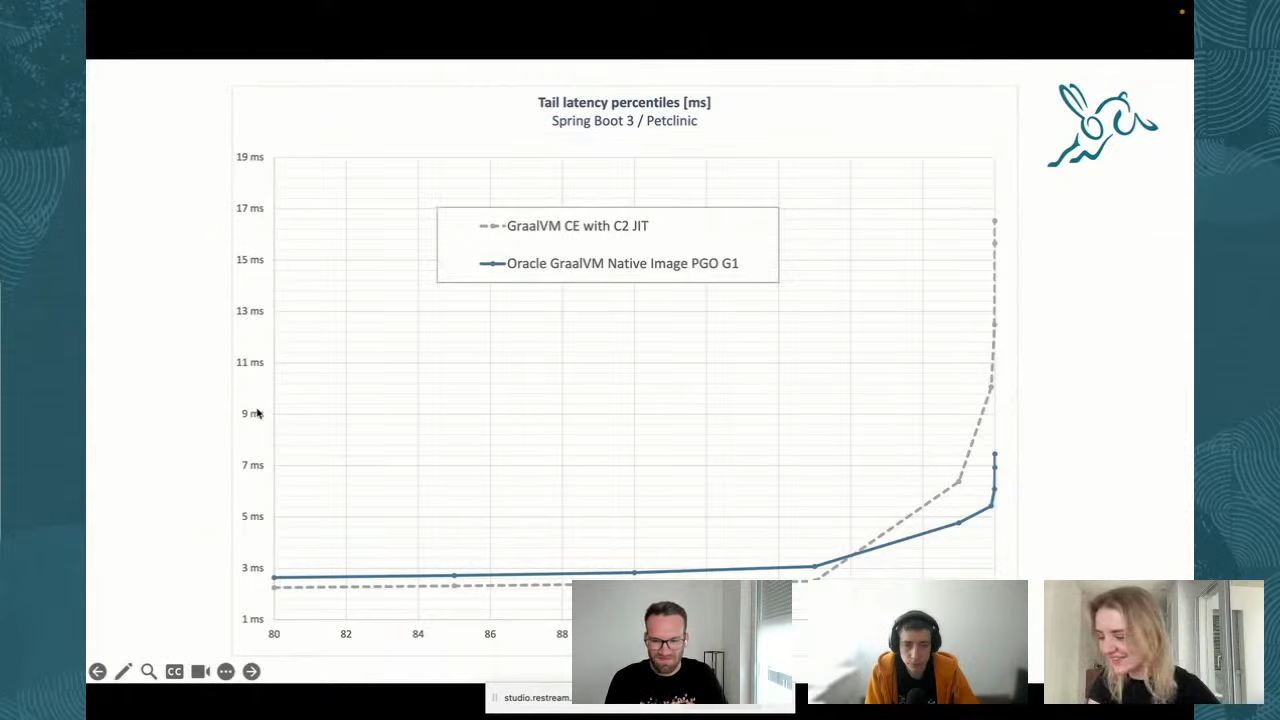 Tail latency percentiles [ms]
Spring Boot 3 / Petclinic
19 ms
17 ms
15 ms
13 ms
11 ms
9 ms
7 ms
5 ms
3 ms
1 ms
GraalVM CE with C2 JIT
Oracle GraalVM Native Image PGO G1
80 82 84 86 88
CC
studio.restream.